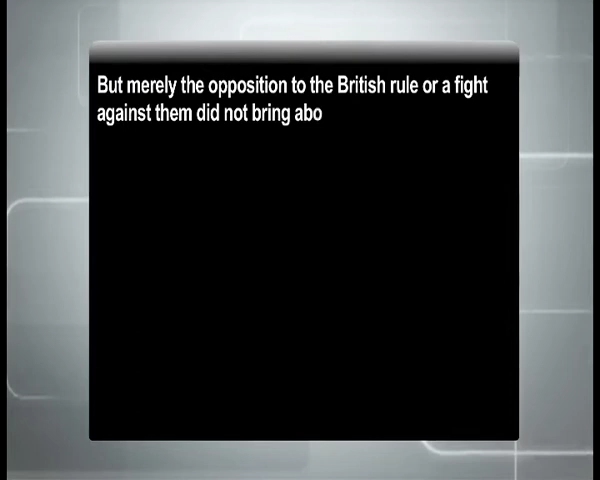 But merely the opposition to the British rule or a fight
against them did not bring abo